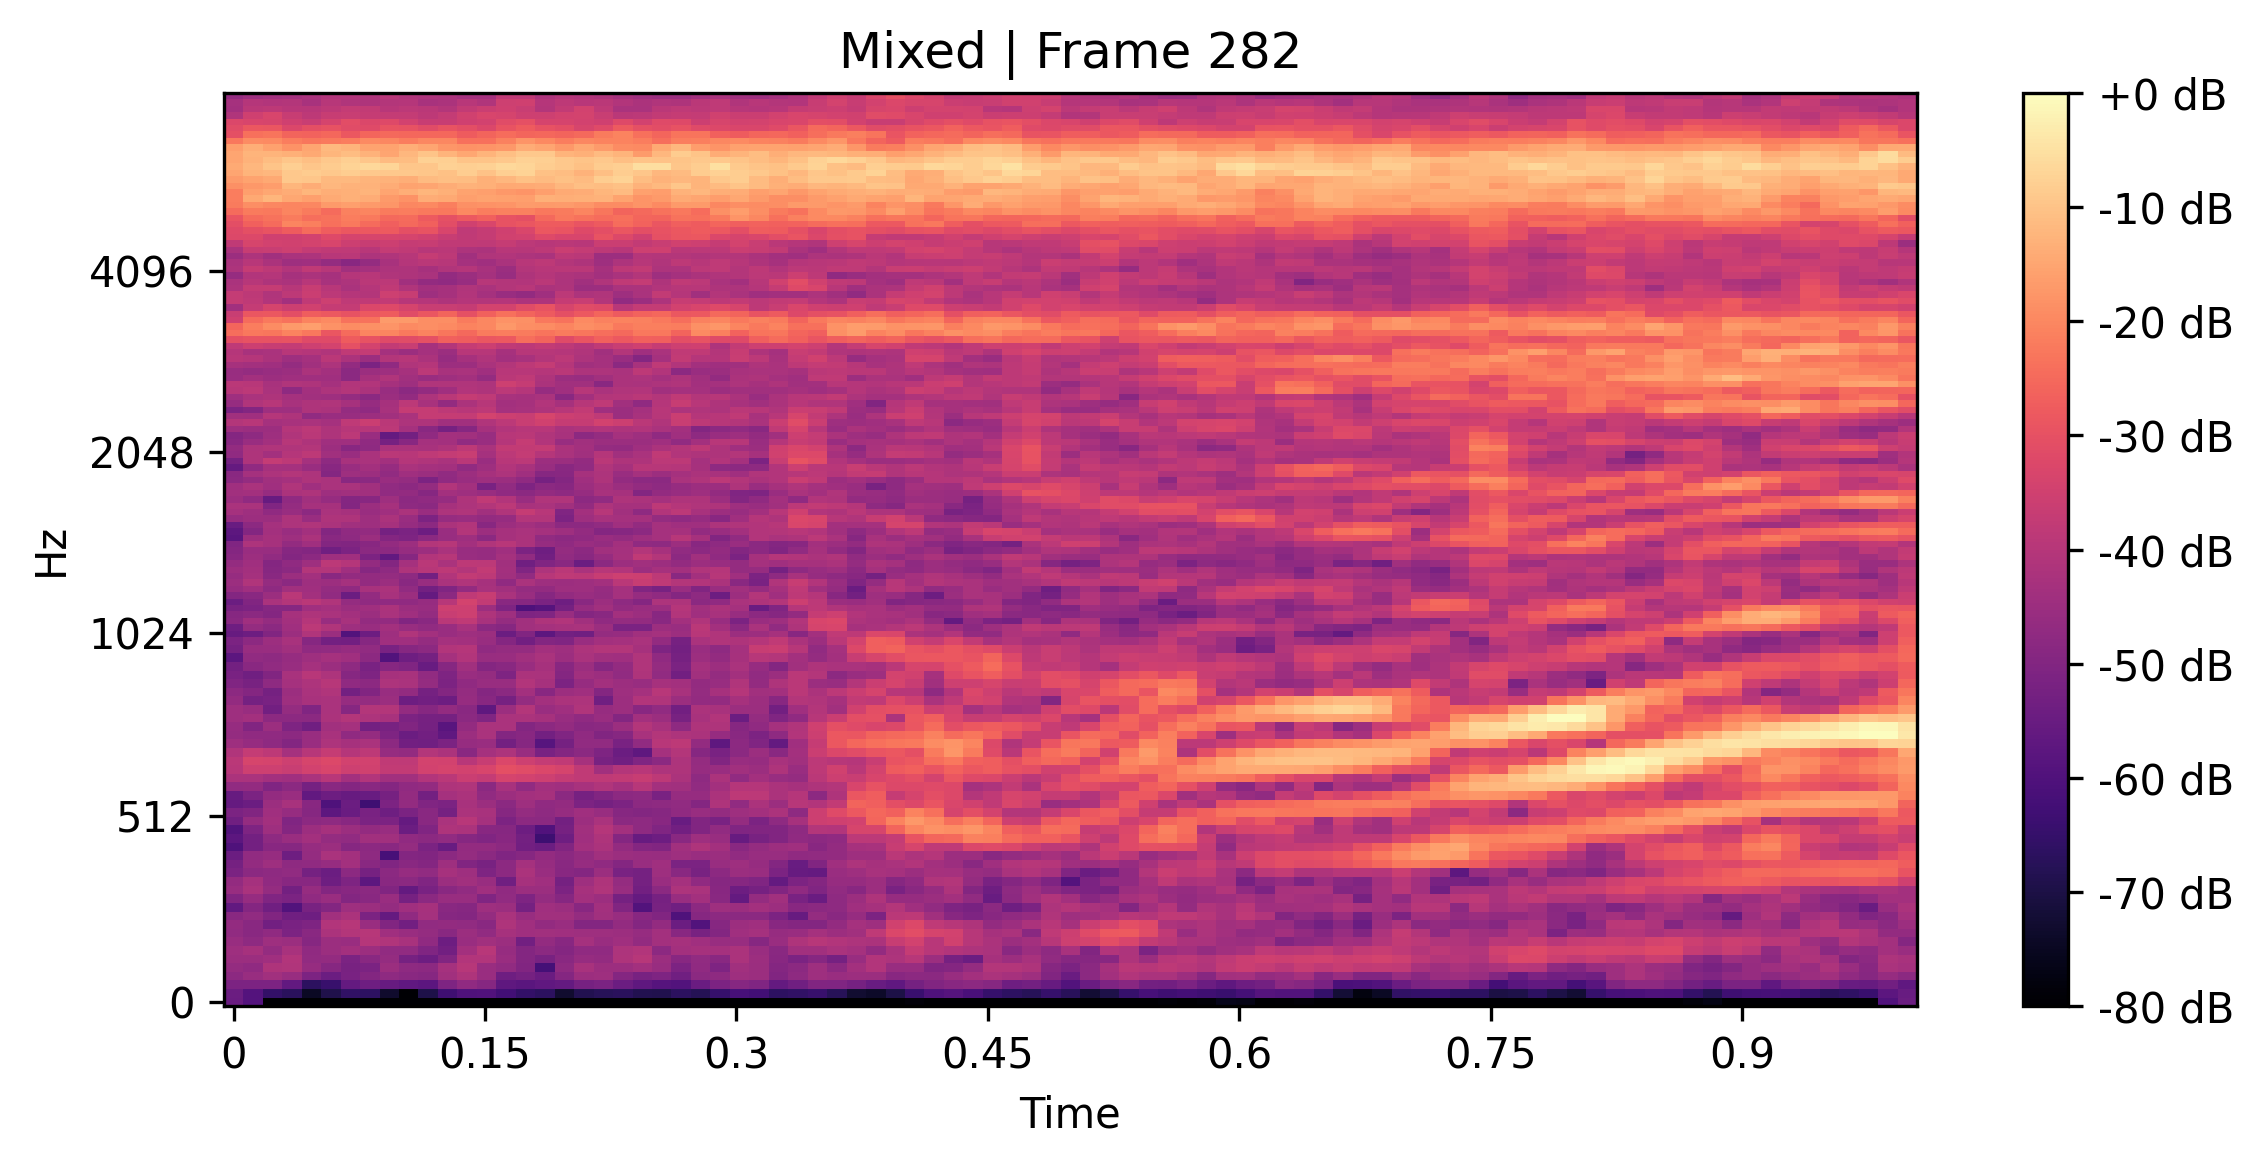 Mixed | Frame 282
+0 dB
-10 dB
-20 dB
-30 dB
-40 dB
-50 dB
-60 dB
-70 dB
-80 dB
Hz
4096
2048
1024
512
0
0 0.15 0.3 0.45 0.6 0.75 0.9
Time